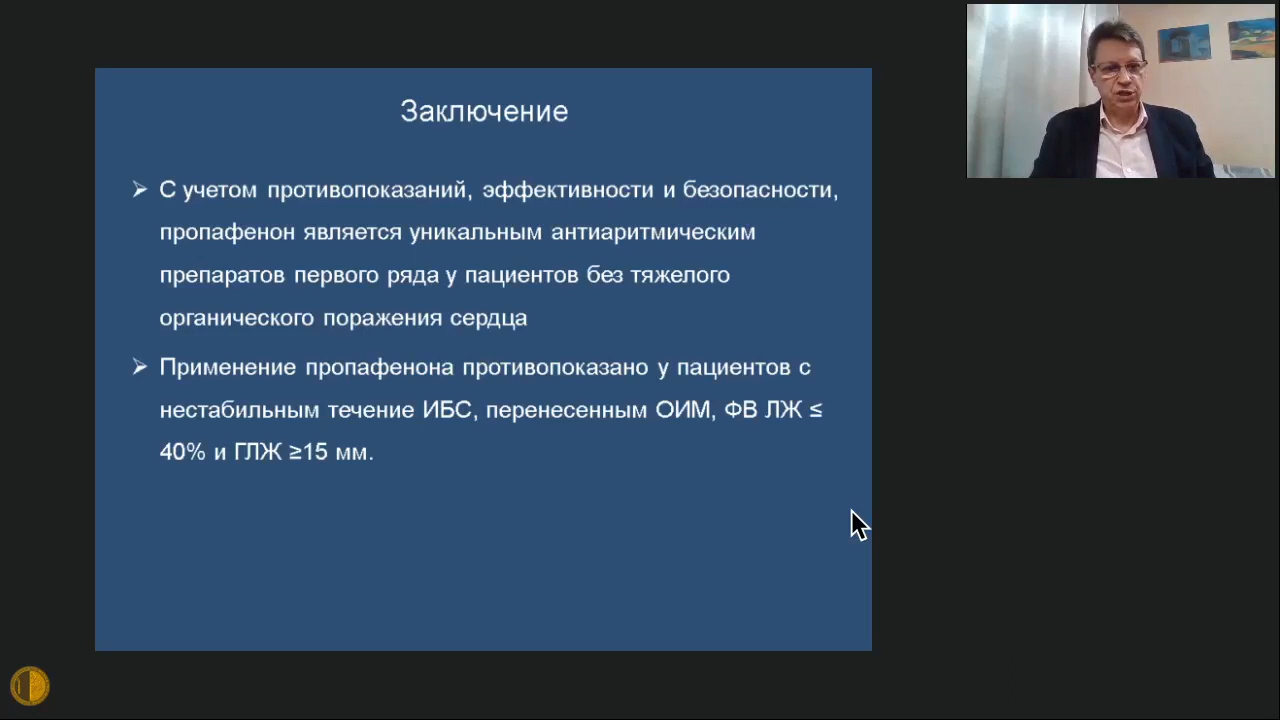 Заключение
С учетом противопоказаний, эффективности и безопасности,
пропафенон является уникальным антиаритмическим
препаратов первого ряда у пациентов без тяжелого
органического поражения сердца
Применение пропафенона противопоказано у пациентов с
нестабильным течение ИБС, перенесенным ОИМ, ФВ ЛЖ ≤
40% и ГЛЖ ≥15 мм.